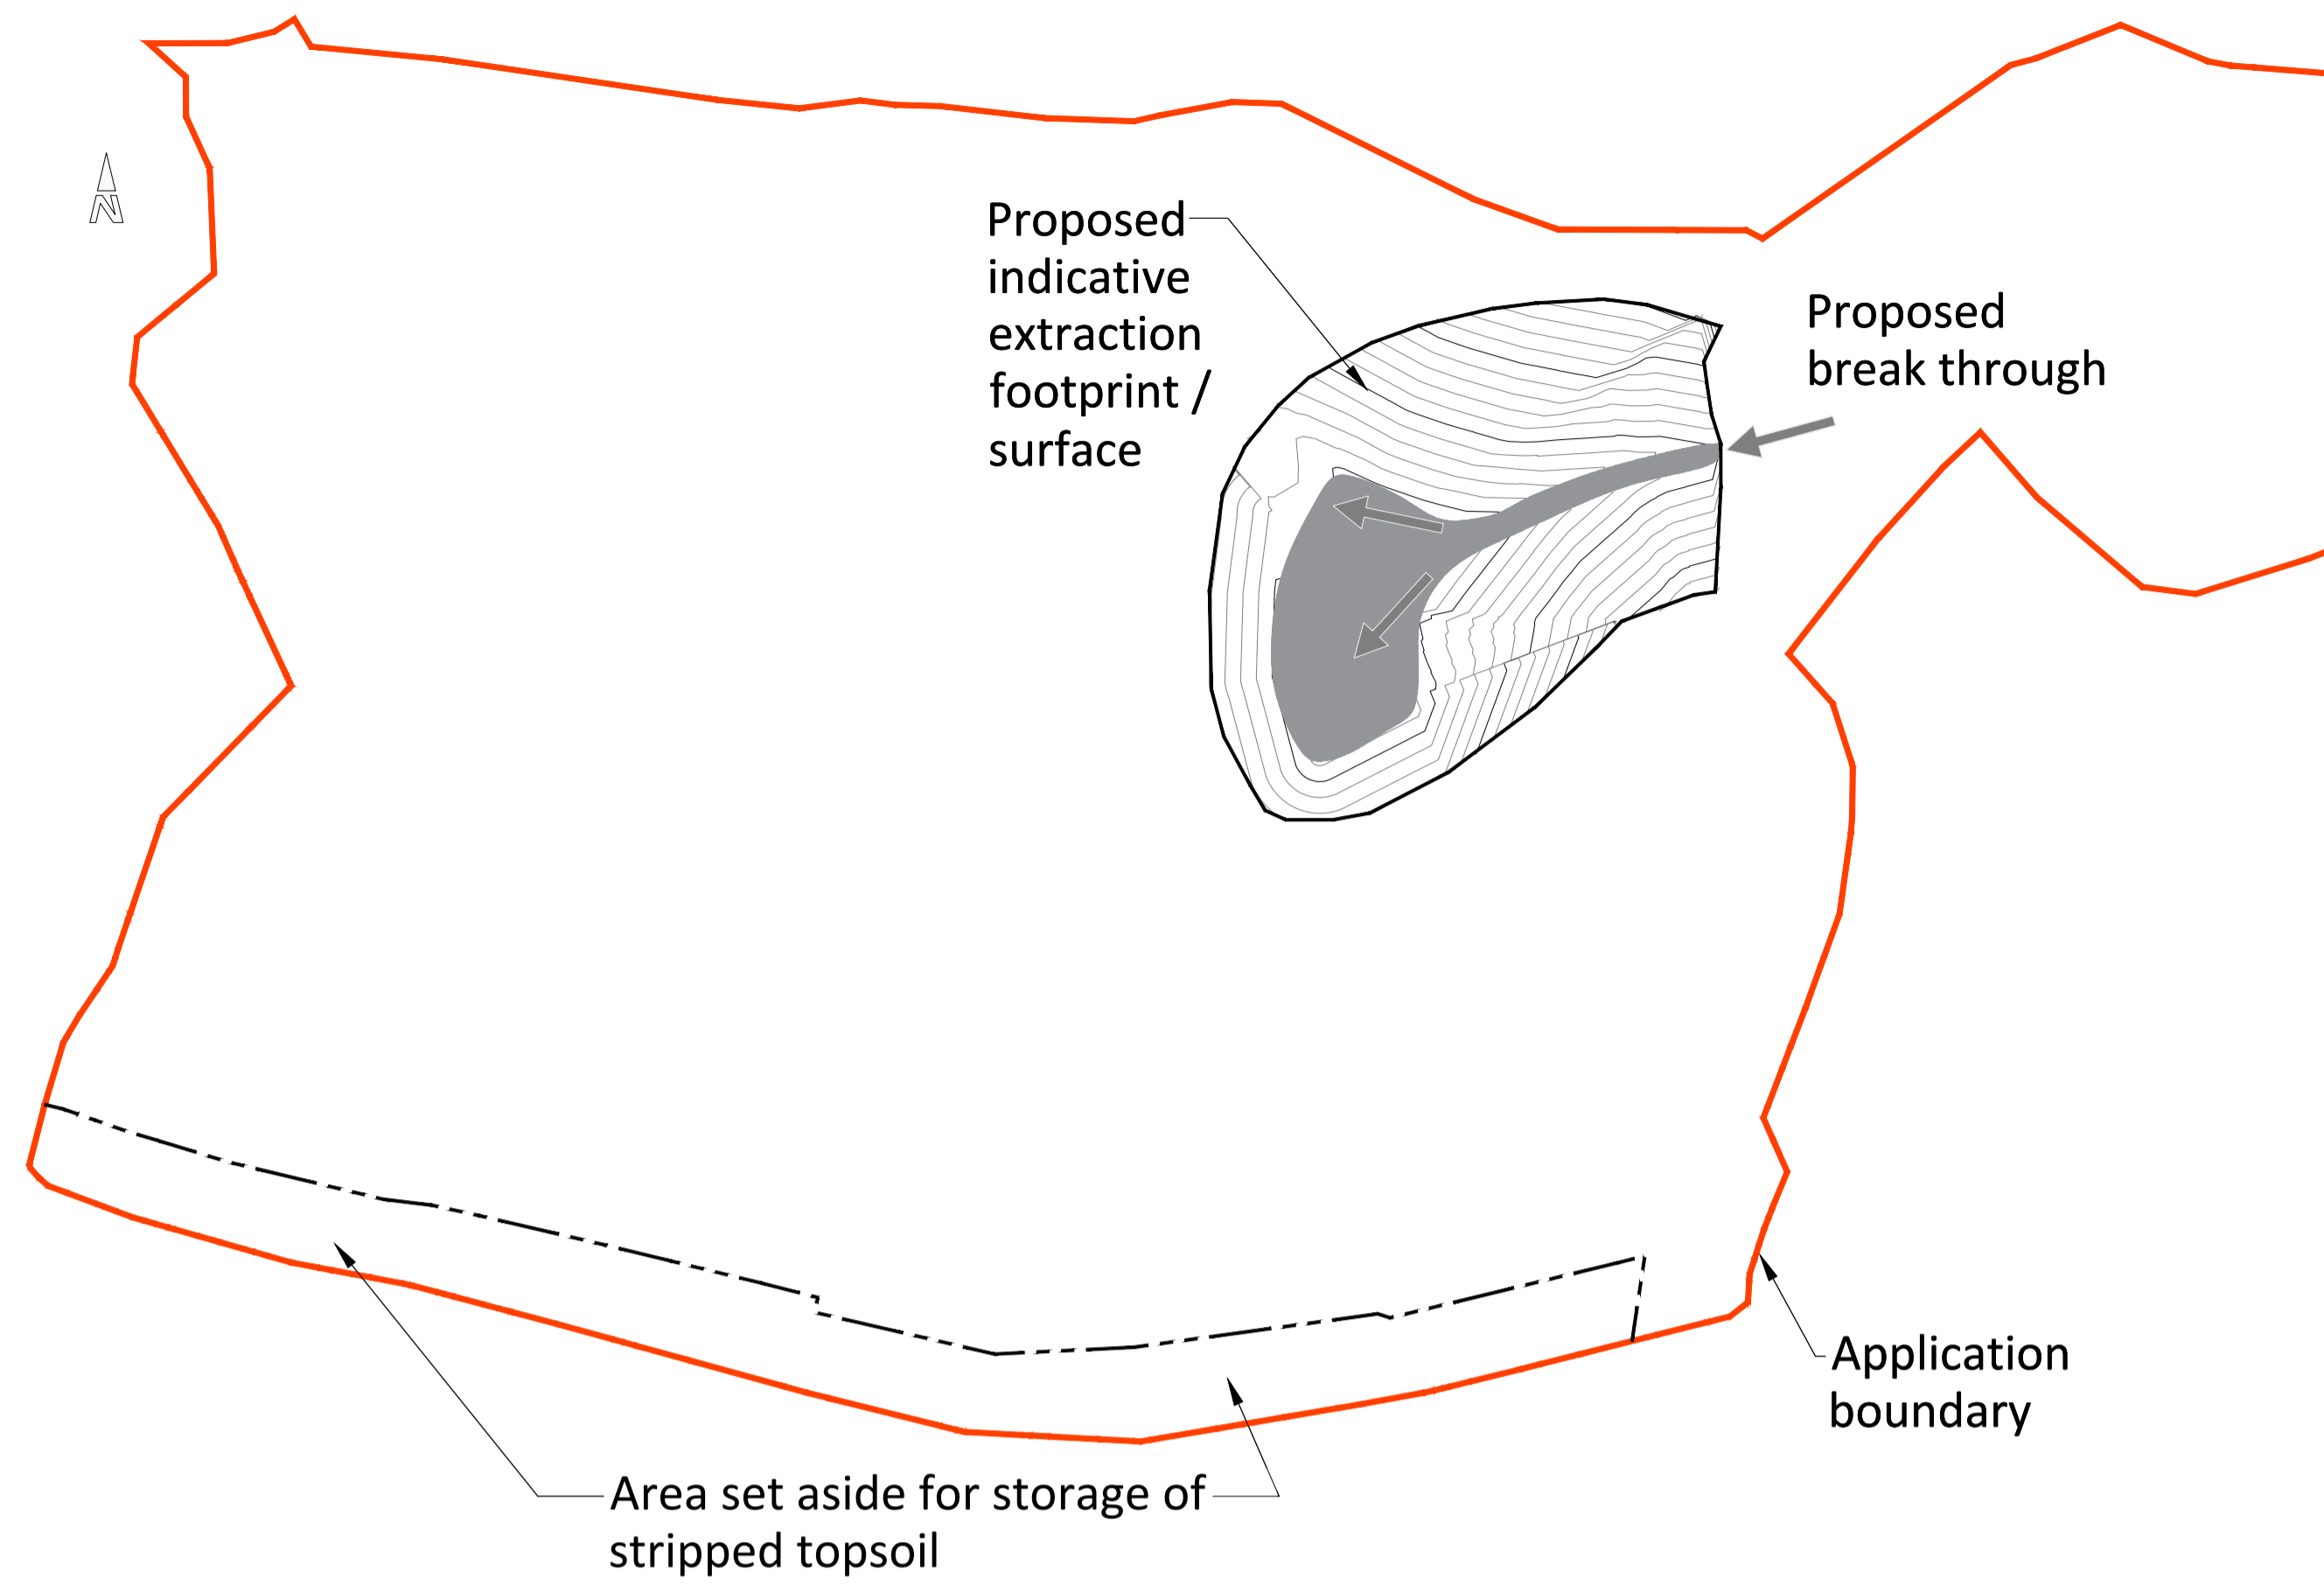 N
Proposed
indicative
extraction
footprint /
surface
Proposed
break through
Application
boundary
Area set aside for storage of
stripped topsoil